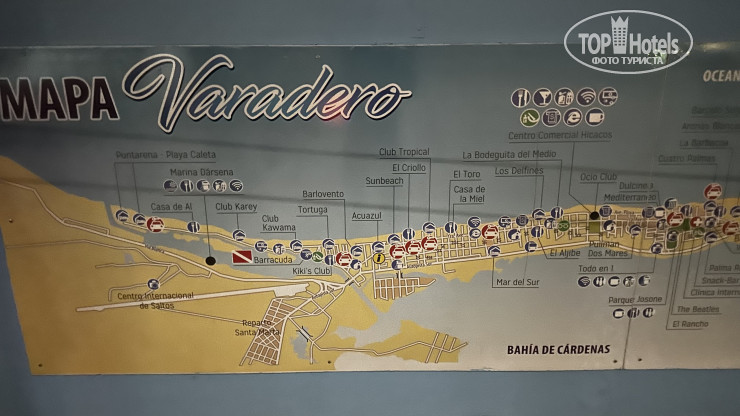 TOP Hotels
ФОТО ТУРИСТА
MAPA Varadero
OCEAN
Centro Comercial Hicacos
Club Tropical
La Bodeguita del Medio
Puntarena - Playa Caleta
El Criollo
Los Delfines
Marina Dársena
Sunbeach
El Toro
Ocio Club
Cuatro Palmas
Casa de
la Miel
Barlovento
Casa de Al
Club Karey
Tortuga
Acuazul
Club
Kawama
Barracuda
Kiki's Club
El Aljibe
Dos Mares
Mar del Sur
Todo en 1
Centro Internacional
de Saltos
Parque Josone
Reparto
Santa Marta
The Beatles
El Rancho
BAHÍA DE CÁRDENAS